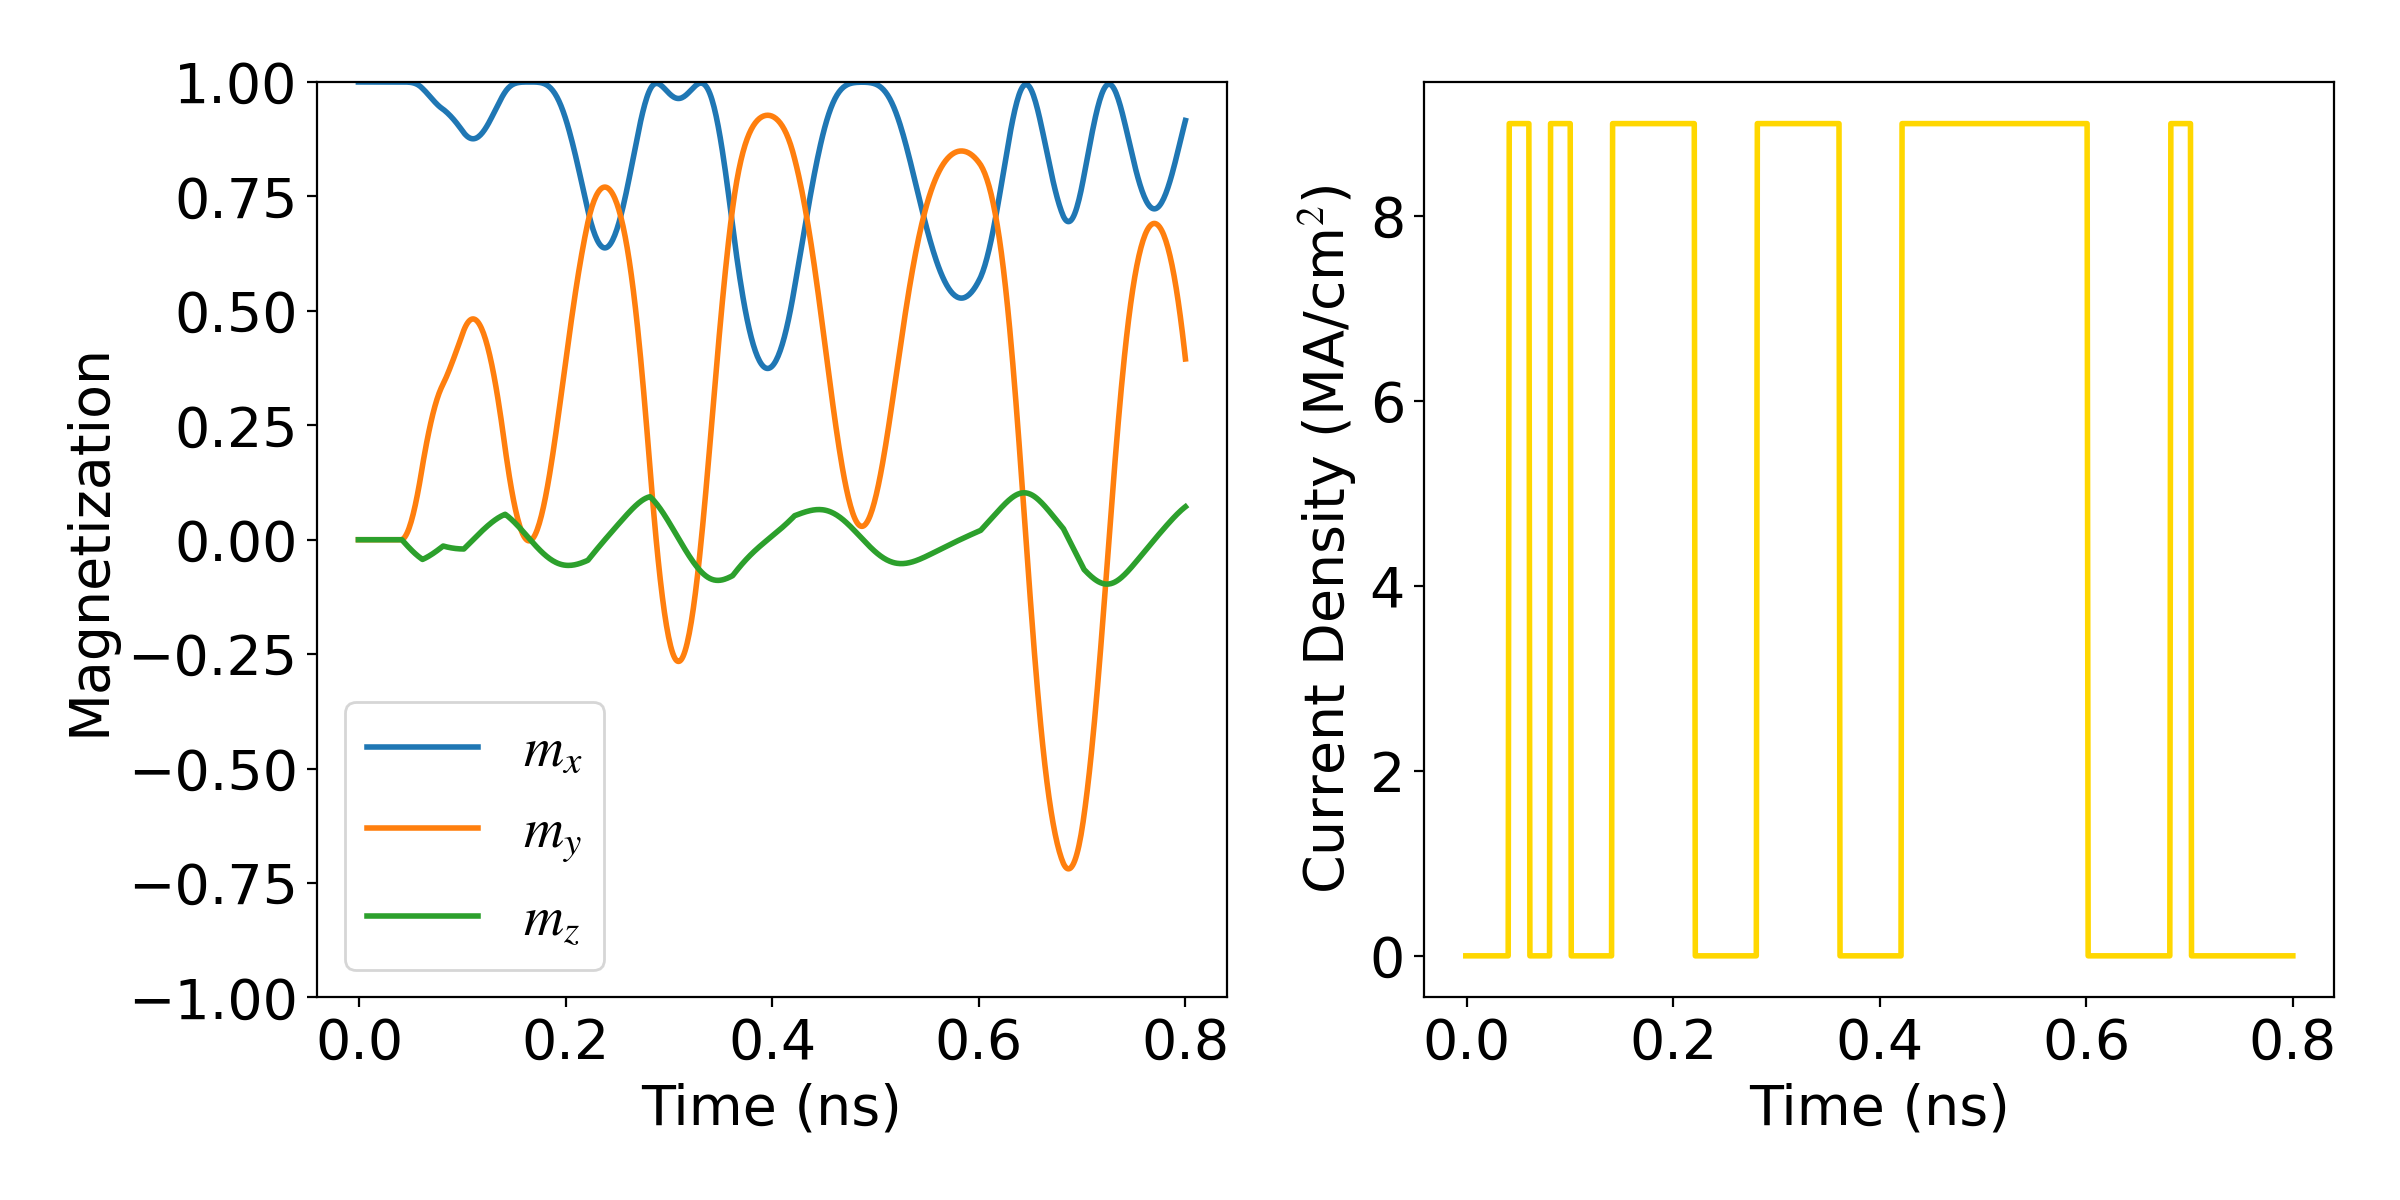 1.00
0.75
0.50
0.25
0.00
−0.25
−0.50
−0.75
−1.00
Magnetization
m_x
m_y
m_z
0.0 0.2 0.4 0.6 0.8
Time (ns)
8
6
4
2
0
Current Density (MA/cm²)
0.0 0.2 0.4 0.6 0.8
Time (ns)